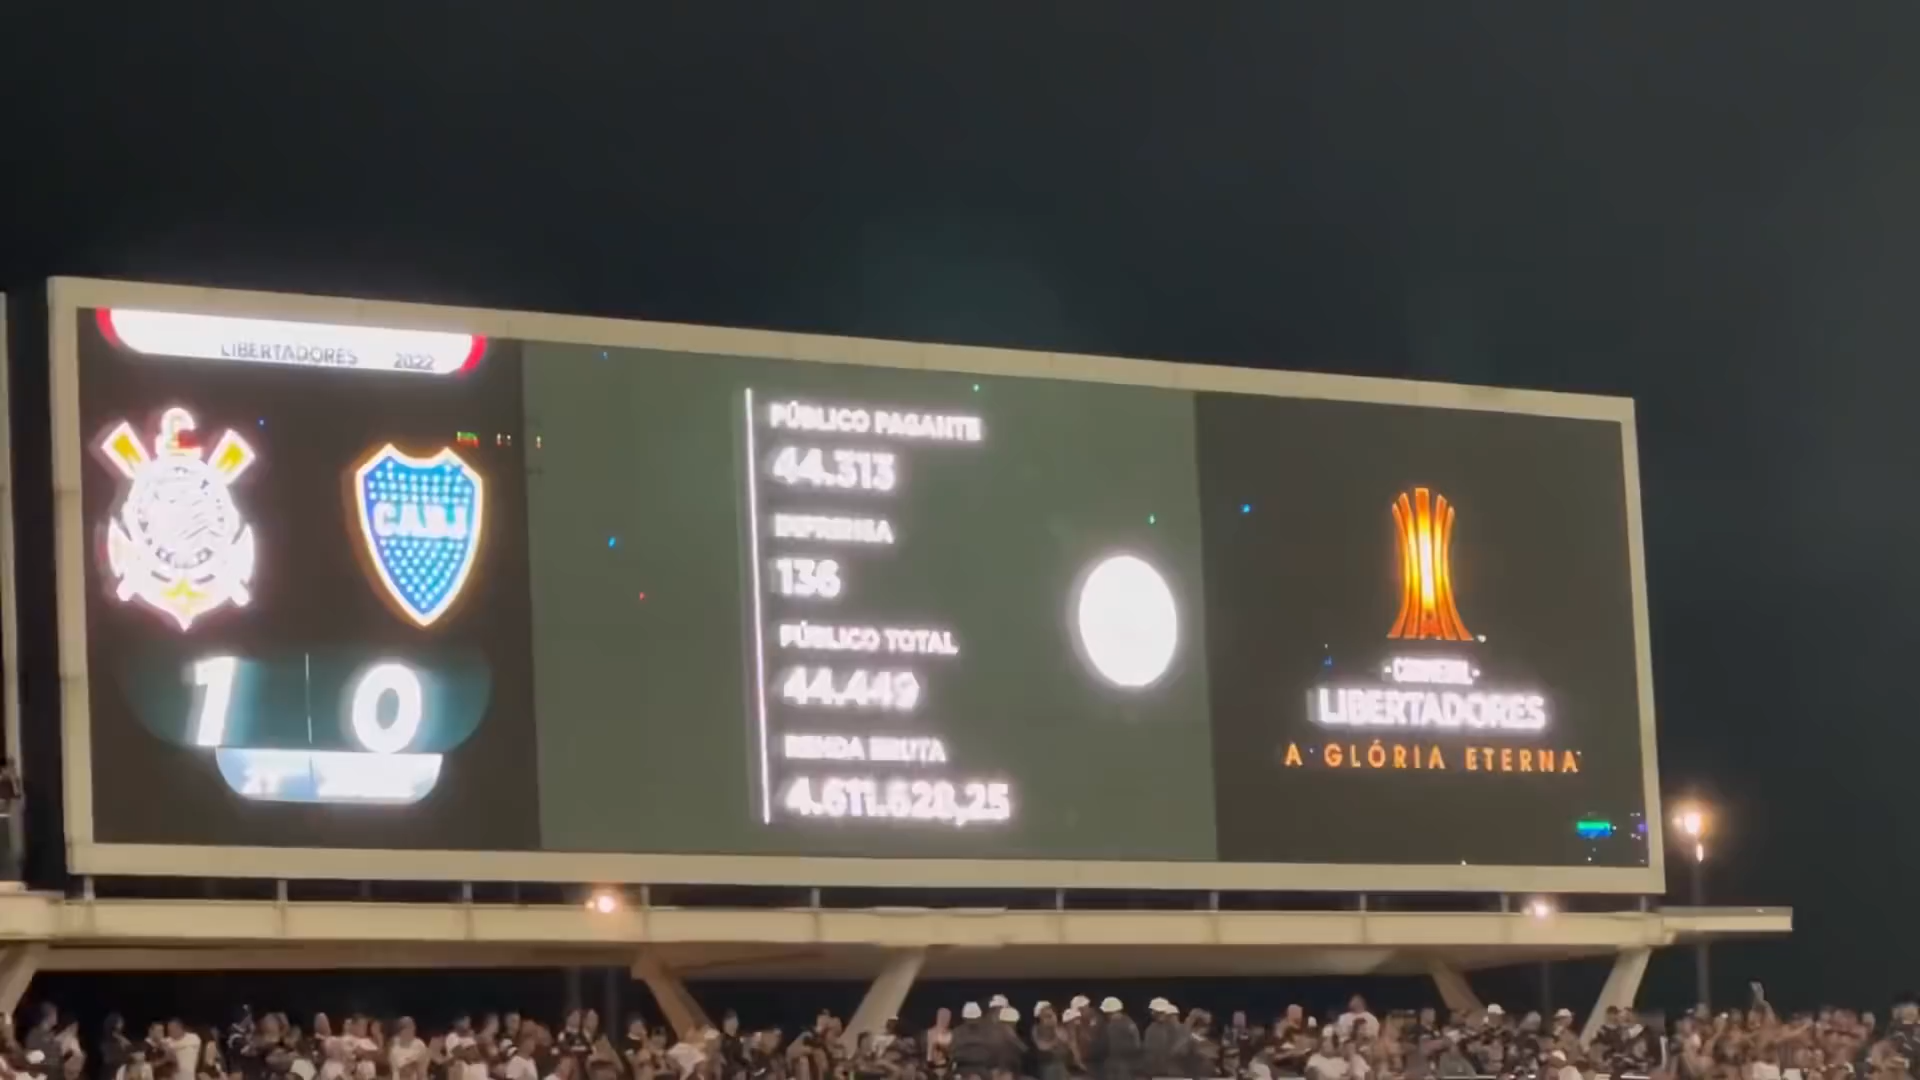 LIBERTADORES 2022
CABJ
1 0
PÚBLICO PAGANTE
44.313
IMPRENSA
136
PÚBLICO TOTAL
44.449
RENDA BRUTA
4.611.628,25
CONMEBOL
LIBERTADORES
A GLÓRIA ETERNA